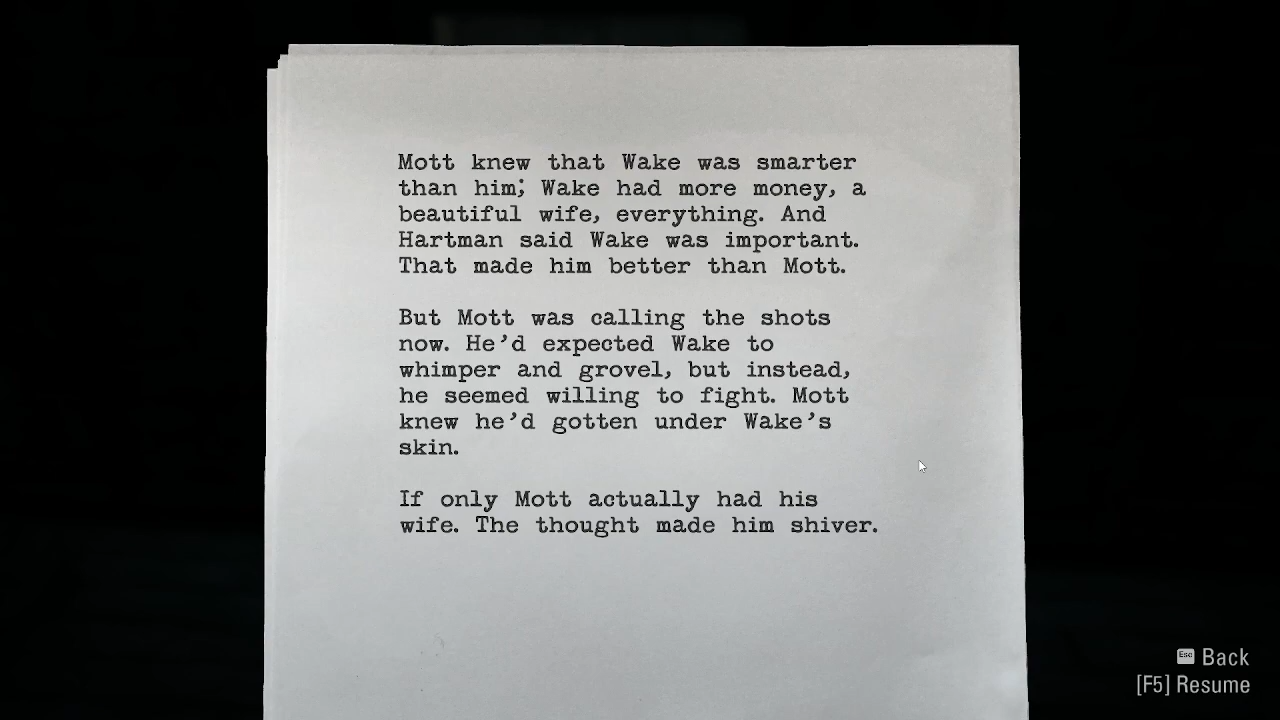 Mott knew that Wake was smarter
than him; Wake had more money, a
beautiful wife, everything. And
Hartman said Wake was important.
That made him better than Mott.
But Mott was calling the shots
now. He’d expected Wake to
whimper and grovel, but instead,
he seemed willing to fight. Mott
knew he’d gotten under Wake’s
skin.
If only Mott actually had his
wife. The thought made him shiver.
Esc Back
[F5] Resume